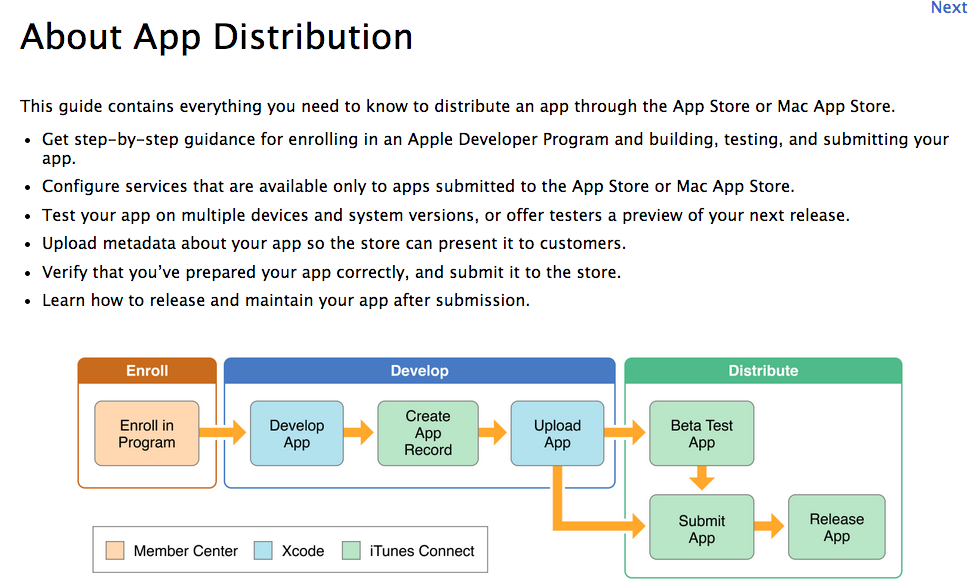 Next
About App Distribution
This guide contains everything you need to know to distribute an app through the App Store or Mac App Store.
• Get step-by-step guidance for enrolling in an Apple Developer Program and building, testing, and submitting your
app.
• Configure services that are available only to apps submitted to the App Store or Mac App Store.
• Test your app on multiple devices and system versions, or offer testers a preview of your next release.
• Upload metadata about your app so the store can present it to customers.
• Verify that you’ve prepared your app correctly, and submit it to the store.
• Learn how to release and maintain your app after submission.
Enroll
Enroll in
Program
Develop
Develop
App
Create
App
Record
Upload
App
Distribute
Beta Test
App
Submit
App
Release
App
Member Center
Xcode
iTunes Connect